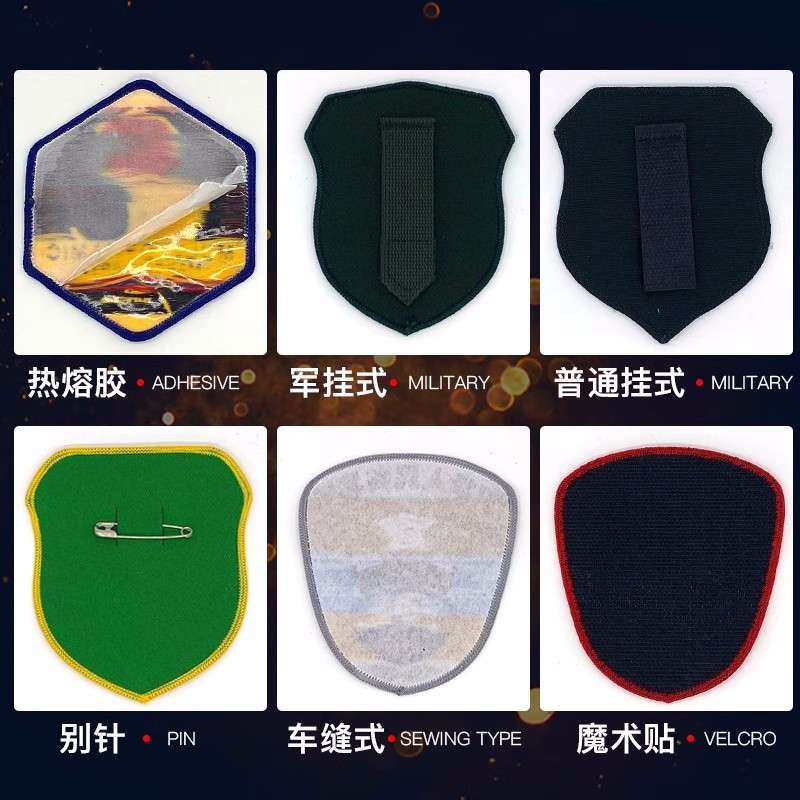 热熔胶 • ADHESIVE
军挂式 • MILITARY
普通挂式 • MILITARY
别针 • PIN
车缝式 • SEWING TYPE
魔术贴 • VELCRO